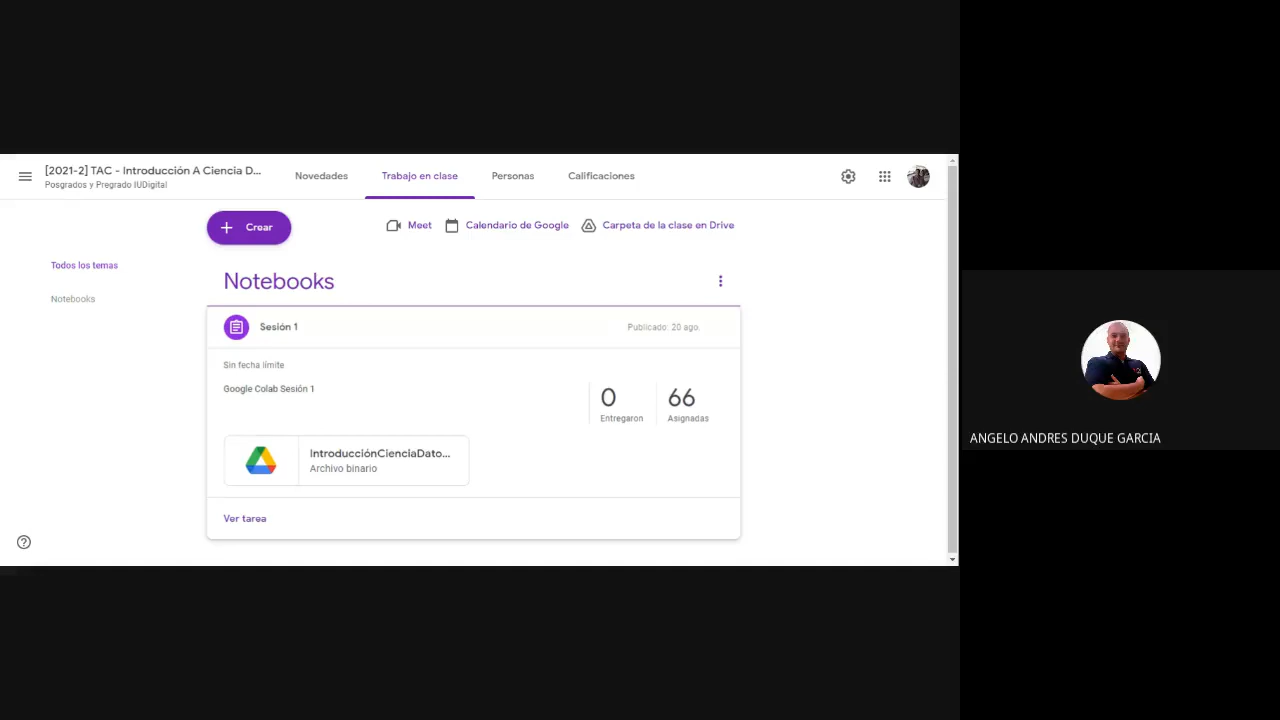 [2021-2] TAC - Introducción A Ciencia D...
Posgrados y Pregrado IUDigital
Novedades
Trabajo en clase
Personas
Calificaciones
Crear
Meet
Calendario de Google
Carpeta de la clase en Drive
Todos los temas
Notebooks
Notebooks
Sesión 1
Publicado: 20 ago.
Sin fecha límite
Google Colab Sesión 1
0
Entregaron
66
Asignadas
IntroducciónCienciaDato...
Archivo binario
Ver tarea
ANGELO ANDRES DUQUE GARCIA